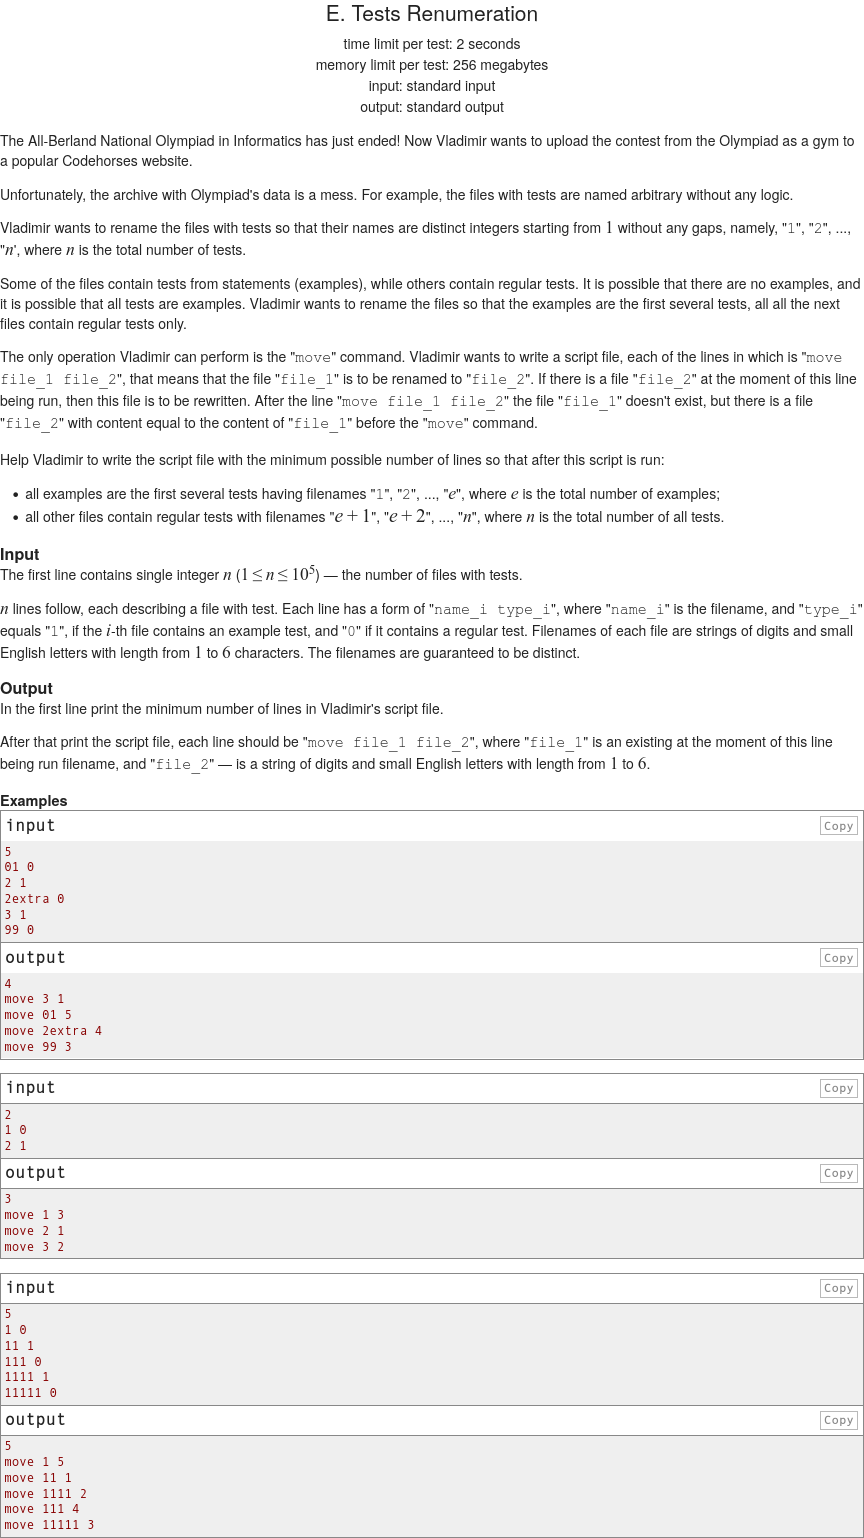 E. Tests Renumeration
time limit per test: 2 seconds
memory limit per test: 256 megabytes
input: standard input
output: standard output
The All-Berland National Olympiad in Informatics has just ended! Now Vladimir wants to upload the contest from the Olympiad as a gym to
a popular Codehorses website.
Unfortunately, the archive with Olympiad's data is a mess. For example, the files with tests are named arbitrary without any logic.
Vladimir wants to rename the files with tests so that their names are distinct integers starting from 1 without any gaps, namely, "1", "2", ...,
"n', where n is the total number of tests.
Some of the files contain tests from statements (examples), while others contain regular tests. It is possible that there are no examples, and
it is possible that all tests are examples. Vladimir wants to rename the files so that the examples are the first several tests, all all the next
files contain regular tests only.
The only operation Vladimir can perform is the "move" command. Vladimir wants to write a script file, each of the lines in which is "move
file_1 file_2", that means that the file "file_1" is to be renamed to "file_2". If there is a file "file_2" at the moment of this line
being run, then this file is to be rewritten. After the line "move file_1 file_2" the file "file_1" doesn't exist, but there is a file
"file_2" with content equal to the content of "file_1" before the "move" command.
Help Vladimir to write the script file with the minimum possible number of lines so that after this script is run:
• all examples are the first several tests having filenames "1", "2", ..., "e", where e is the total number of examples;
• all other files contain regular tests with filenames "e + 1", "e + 2", ..., "n", where n is the total number of all tests.
Input
The first line contains single integer n (1 ≤ n ≤ 10^5) — the number of files with tests.
n lines follow, each describing a file with test. Each line has a form of "name_i type_i", where "name_i" is the filename, and "type_i"
equals "1", if the i-th file contains an example test, and "0" if it contains a regular test. Filenames of each file are strings of digits and small
English letters with length from 1 to 6 characters. The filenames are guaranteed to be distinct.
Output
In the first line print the minimum number of lines in Vladimir's script file.
After that print the script file, each line should be "move file_1 file_2", where "file_1" is an existing at the moment of this line
being run filename, and "file_2" — is a string of digits and small English letters with length from 1 to 6.
Examples
input Copy
5
01 0
2 1
2extra 0
3 1
99 0
output Copy
4
move 3 1
move 01 5
move 2extra 4
move 99 3
input Copy
2
1 0
2 1
output Copy
3
move 1 3
move 2 1
move 3 2
input Copy
5
1 0
11 1
111 0
1111 1
11111 0
output Copy
5
move 1 5
move 11 1
move 1111 2
move 111 4
move 11111 3